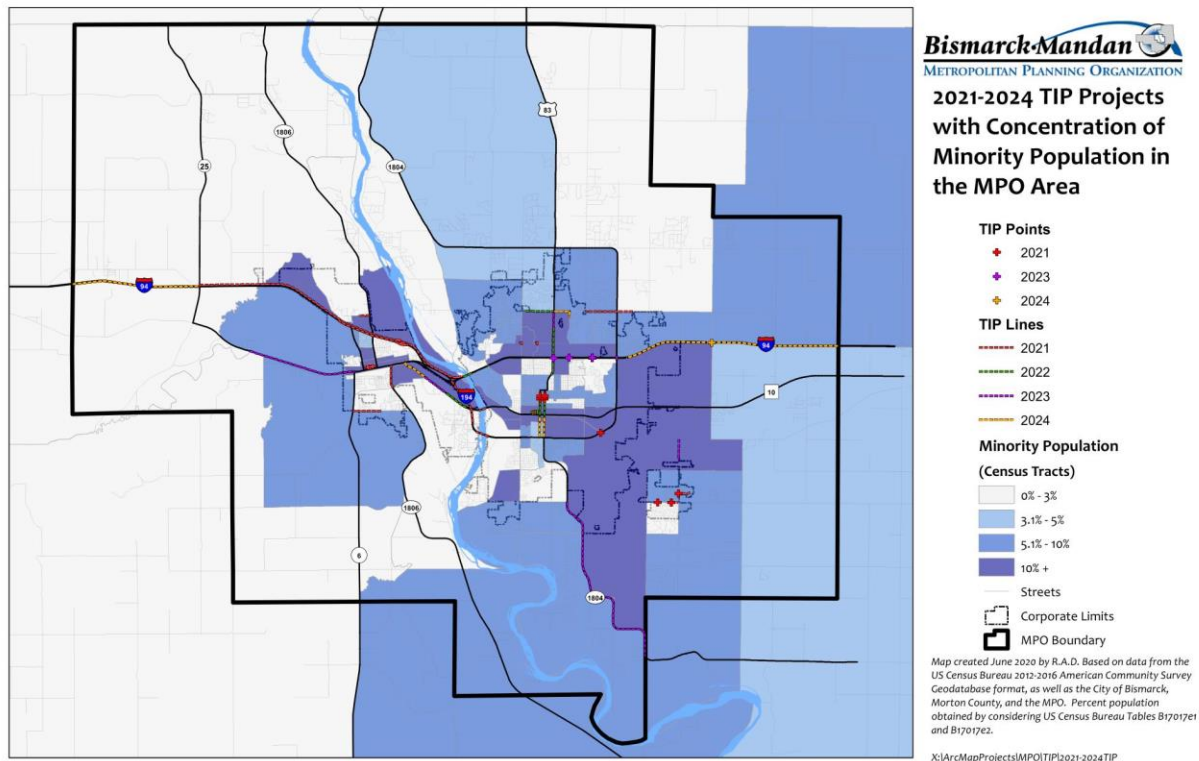 Bismarck-Mandan
METROPOLITAN PLANNING ORGANIZATION
2021-2024 TIP Projects
with Concentration of
Minority Population in
the MPO Area
TIP Points
2021
2023
2024
TIP Lines
2021
2022
2023
2024
Minority Population
(Census Tracts)
0% - 3%
3.1% - 5%
5.1% - 10%
10% +
Streets
Corporate Limits
MPO Boundary
Map created June 2020 by R.A.D. Based on data from the
US Census Bureau 2012-2016 American Community Survey
Geodatabase format, as well as the City of Bismarck,
Morton County, and the MPO. Percent population
obtained by considering US Census Bureau Tables B17017e1
and B17017e2.
X:\ArcMapProjects\MPO\TIP\2021-2024TIP
83
1806
25
1804
94
94
194
10
1806
6
1804